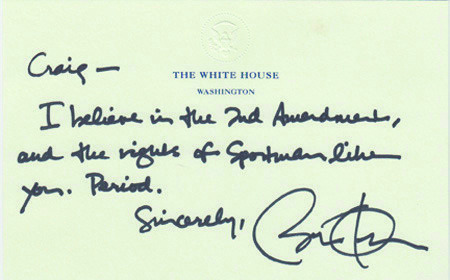 Craig —
THE WHITE HOUSE
WASHINGTON
I believe in the 2nd Amendment,
and the rights of Sportsmen like
you. Period.
Sincerely,